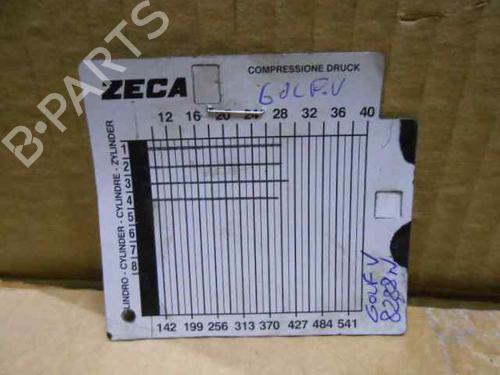 B-PARTS
ZECA
COMPRESSIONE DRUCK
GOLF.V
12 16 20 24 28 32 36 40
LINDRO - CYLINDER - CYLINDRE - ZYLINDER
1
2
3
4
5
6
7
8
142 199 256 313 370 427 484 541
GOLF V